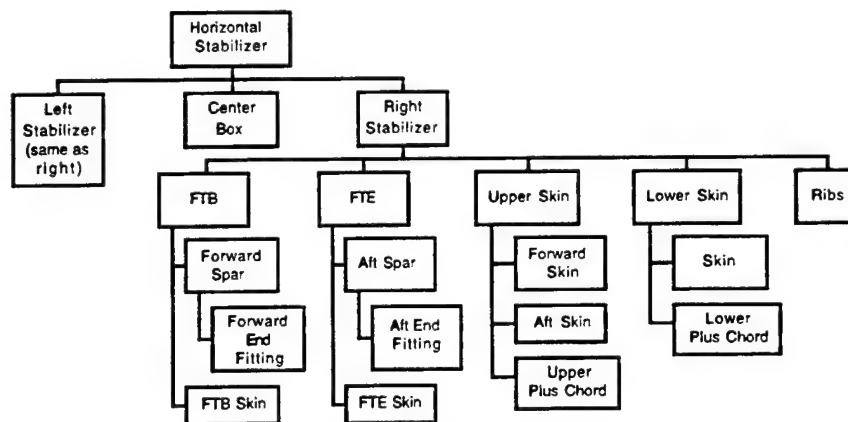 Horizontal
Stabilizer
Left
Stabilizer
(same as
right)
Center
Box
Right
Stabilizer
FTB
FTE
Upper Skin
Lower Skin
Ribs
Forward
Spar
Aft Spar
Forward
Skin
Skin
Forward
End
Fitting
Aft End
Fitting
Aft Skin
Lower
Plus Chord
Upper
Plus Chord
FTB Skin
FTE Skin